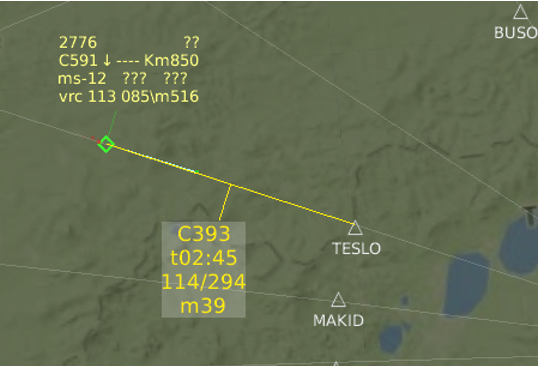 BUSO
2776 ??
C591↓ ---- Km850
ms-12 ??? ???
vrc 113 085\m516
C393
t02:45
114/294
m39
TESLO
MAKID